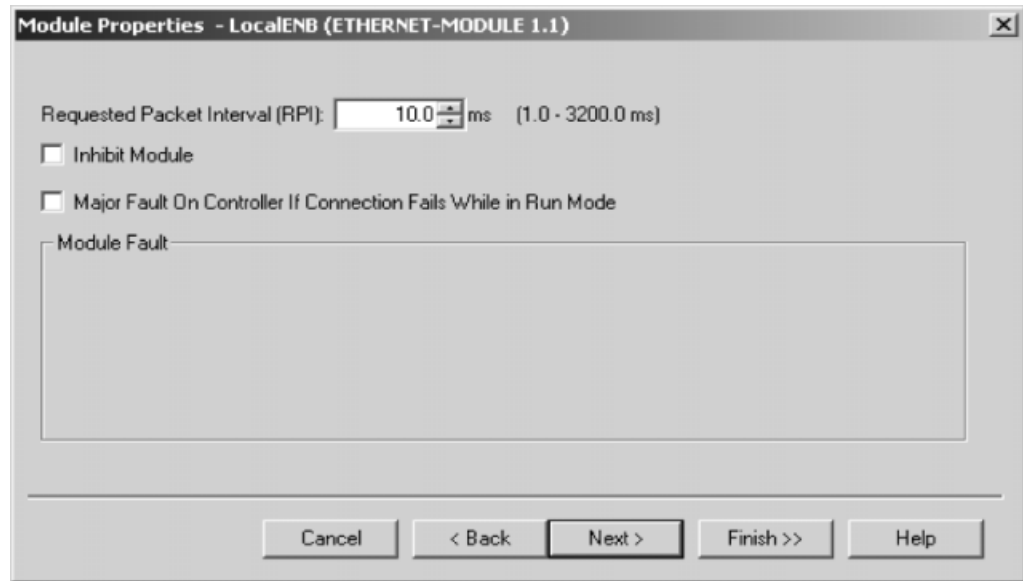 Module Properties - LocalENB (ETHERNET-MODULE 1.1)
Requested Packet Interval (RPI): 10.0 ms (1.0 - 3200.0 ms)
Inhibit Module
Major Fault On Controller If Connection Fails While in Run Mode
Module Fault
Cancel < Back Next > Finish >> Help